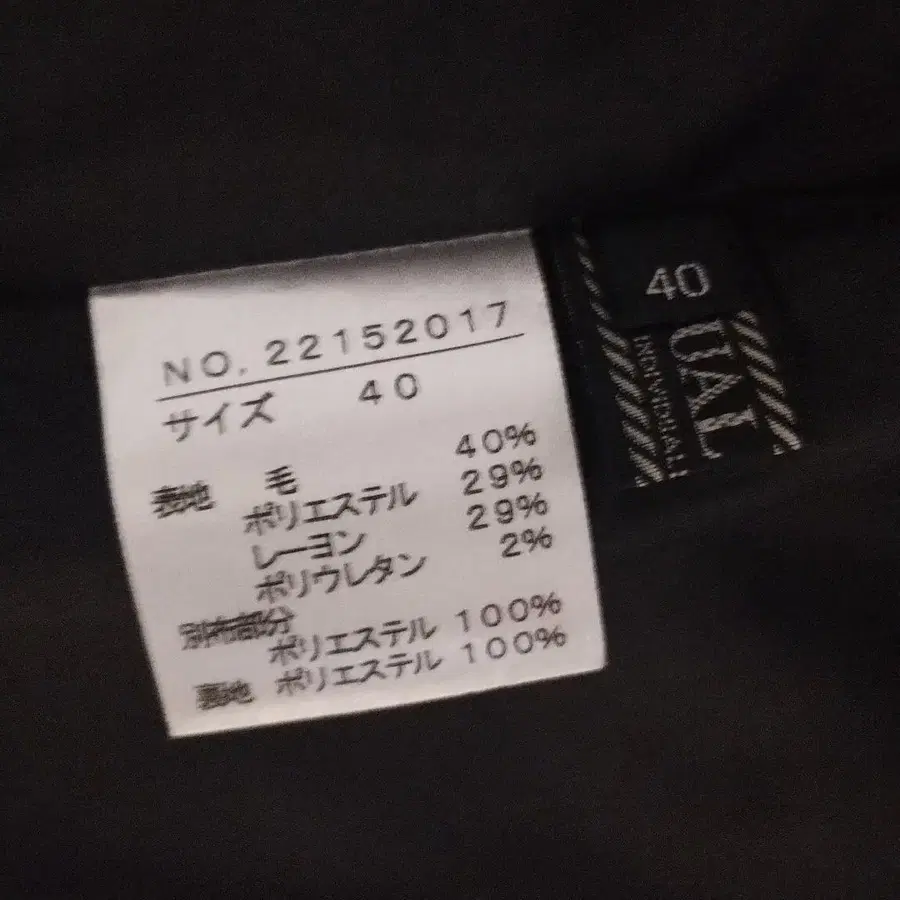 NO. 22152017
サイズ 40
表地 毛 40%
ポリエステル 29%
レーヨン 29%
ポリウレタン 2%
別布部分
ポリエステル 100%
裏地 ポリエステル 100%
40
UAL